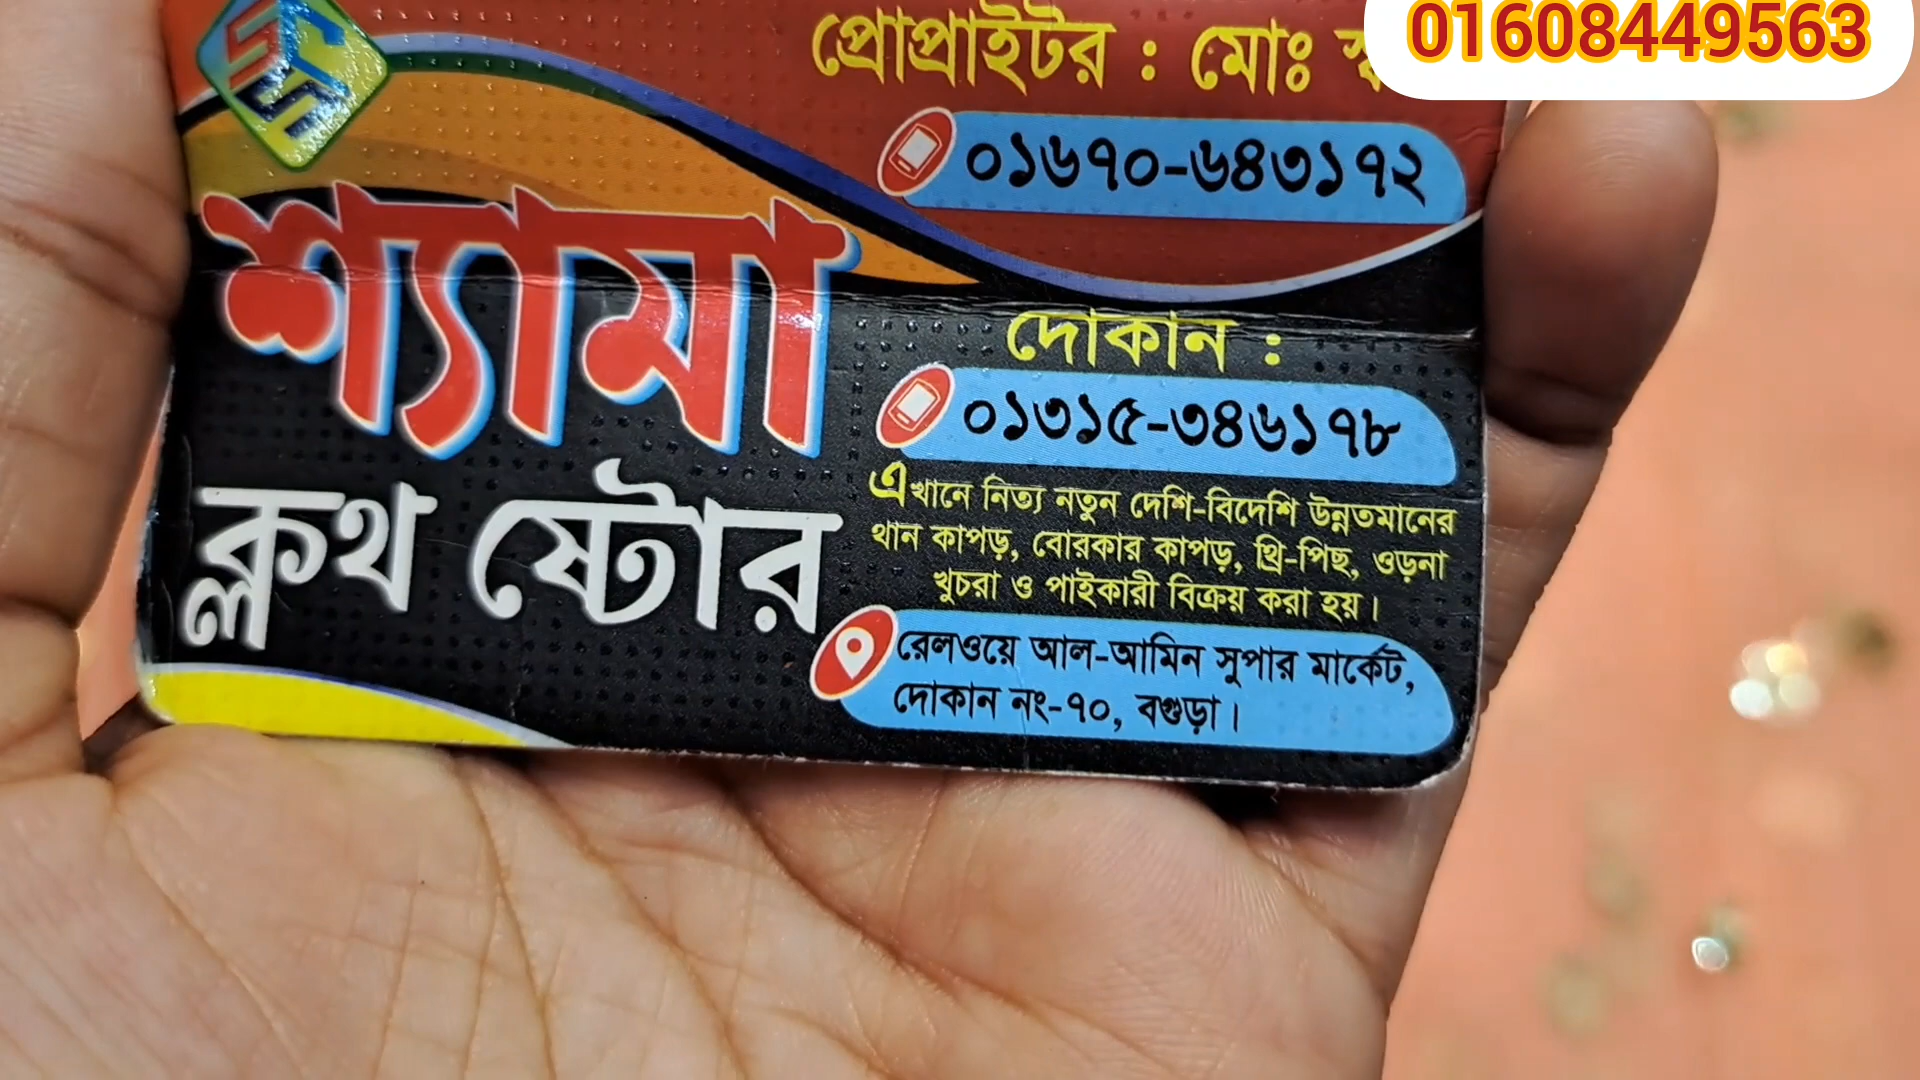 01608449563
প্রোপ্রাইটর : মোঃ
০১৬৭০-৬৪৩১৭২
শ্যামা
ক্লথ ষ্টোর
দোকান :
০১৩১৫-৩৪৬১৭৮
এখানে নিত্য নতুন দেশি-বিদেশি উন্নতমানের
থান কাপড়, বোরকার কাপড়, থ্রি-পিছ, ওড়না
খুচরা ও পাইকারী বিক্রয় করা হয়।
রেলওয়ে আল-আমিন সুপার মার্কেট,
দোকান নং-৭০, বগুড়া।